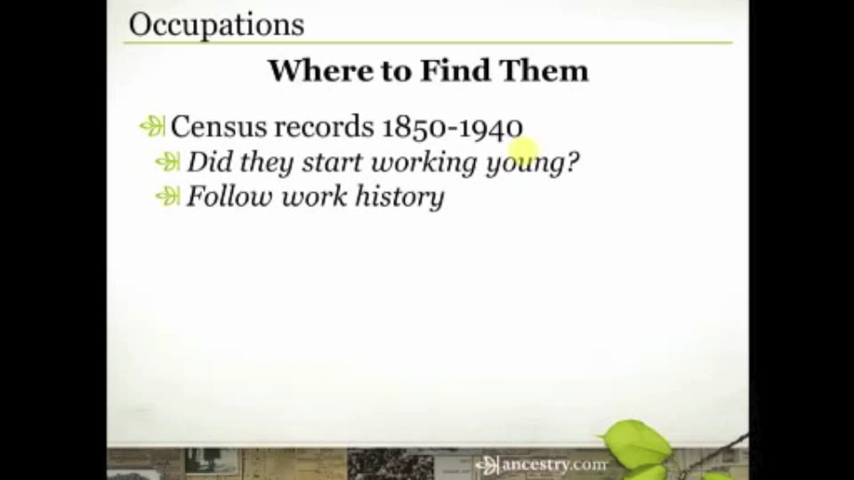 Occupations
Where to Find Them
Census records 1850-1940
Did they start working young?
Follow work history
ancestry.com